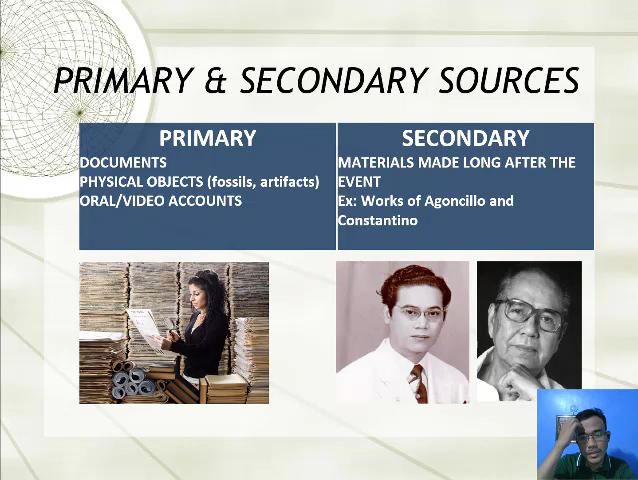 PRIMARY & SECONDARY SOURCES
PRIMARY
DOCUMENTS
PHYSICAL OBJECTS (fossils, artifacts)
ORAL/VIDEO ACCOUNTS
SECONDARY
MATERIALS MADE LONG AFTER THE
EVENT
Ex: Works of Agoncillo and
Constantino